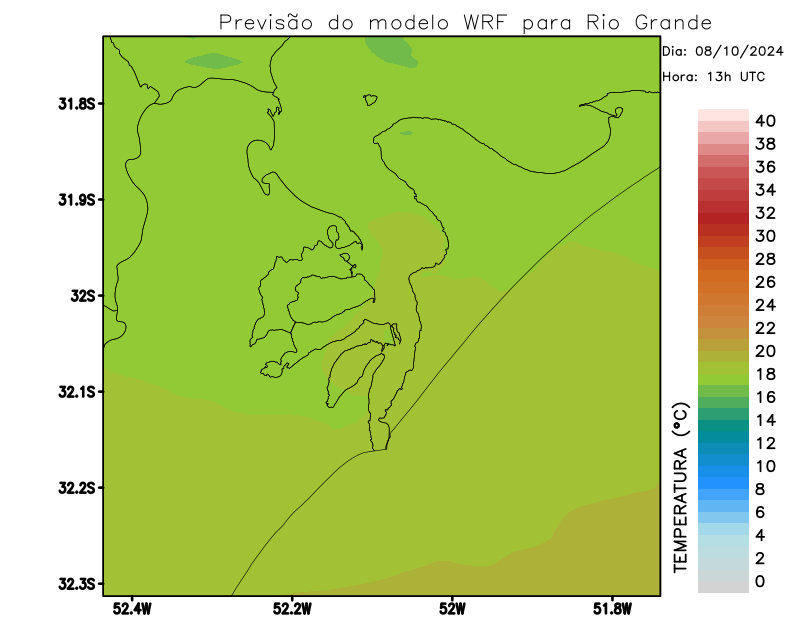 Previsão do modelo WRF para Rio Grande
Dia: 08/10/2024
Hora: 13h UTC
31.8S
31.9S
32S
32.1S
32.2S
32.3S
52.4W
52.2W
52W
51.8W
TEMPERATURA (°C)
40
38
36
34
32
30
28
26
24
22
20
18
16
14
12
10
8
6
4
2
0